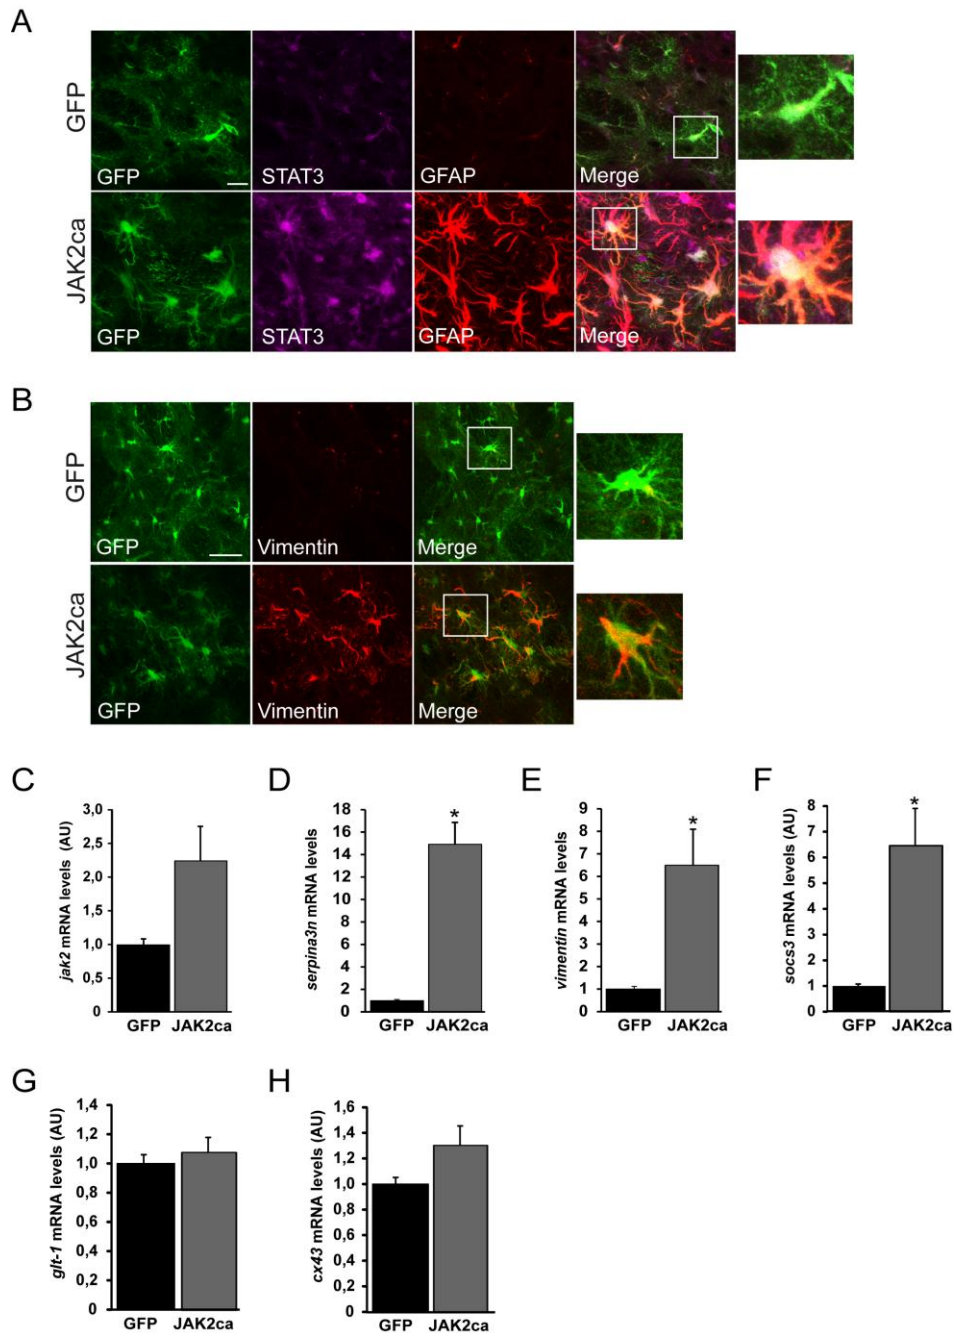 A
GFP
GFP
STAT3
GFAP
Merge
JAK2ca
GFP
STAT3
GFAP
Merge
B
GFP
GFP
Vimentin
Merge
JAK2ca
GFP
Vimentin
Merge
C
jak2 mRNA levels (AU)
3,0
2,5
2,0
1,5
1,0
0,5
0
GFP JAK2ca
D
serpina3n mRNA levels
18
16
14
12
10
8
6
4
2
0
*
GFP JAK2ca
E
vimentin mRNA levels
9
8
7
6
5
4
3
2
1
0
*
GFP JAK2ca
F
socs3 mRNA levels (AU)
8
7
6
5
4
3
2
1
0
*
GFP JAK2ca
G
glt-1 mRNA levels (AU)
1,4
1,2
1,0
0,8
0,6
0,4
0,2
0
GFP JAK2ca
H
cx43 mRNA levels (AU)
1,6
1,4
1,2
1,0
0,8
0,6
0,4
0,2
0
GFP JAK2ca